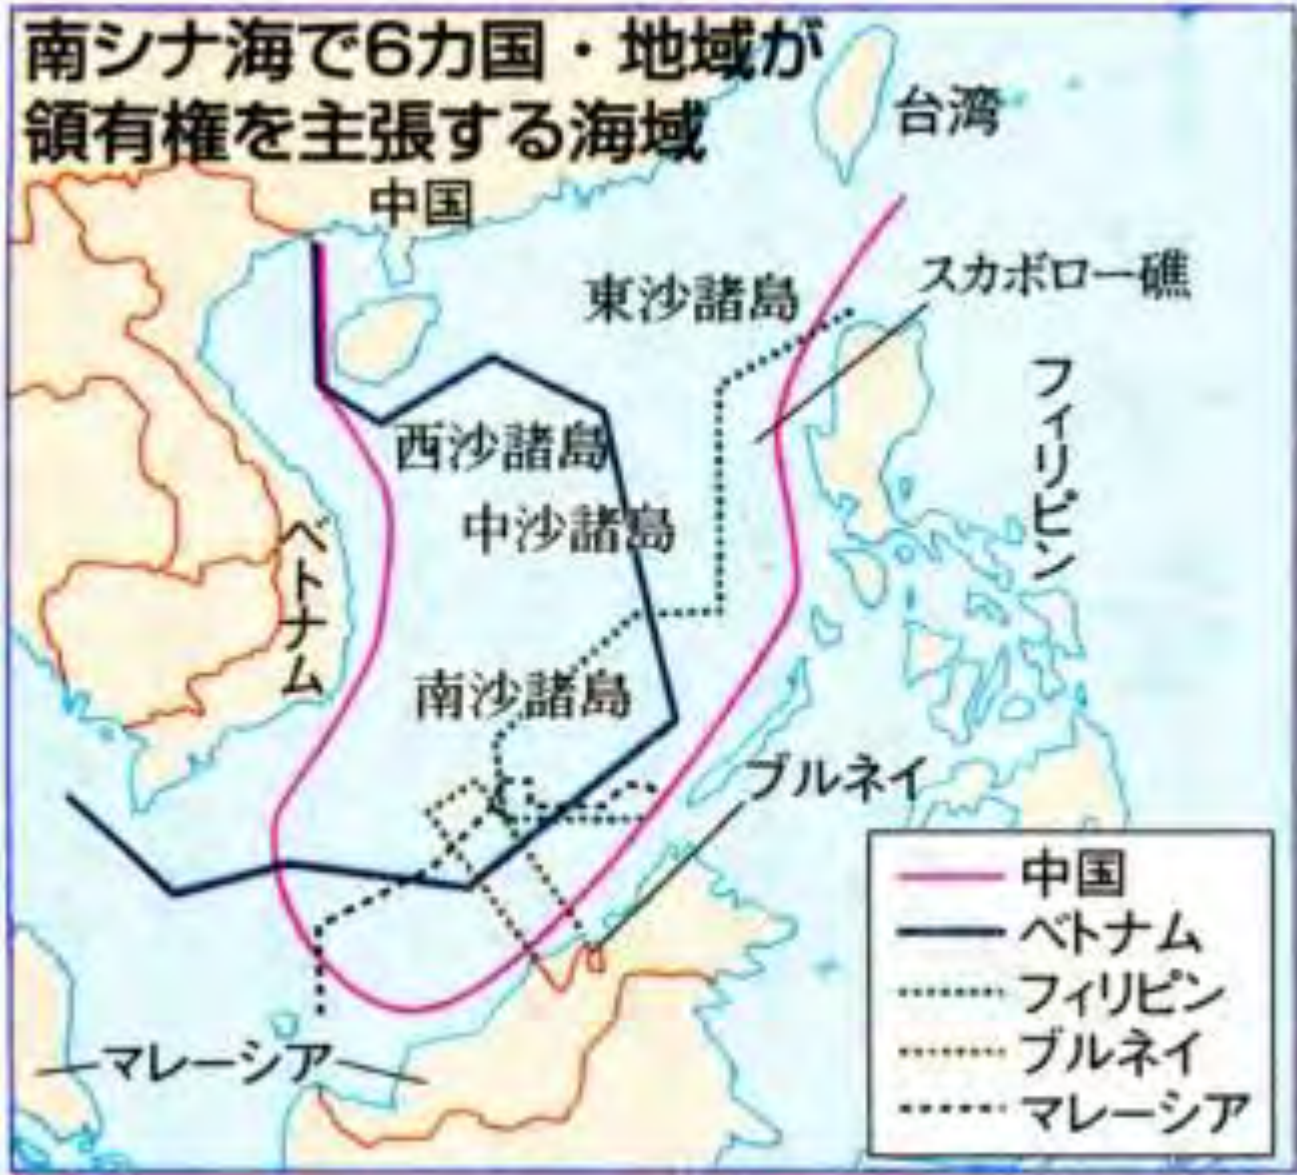 南シナ海で6カ国・地域が
領有権を主張する海域
中国
台湾
東沙諸島
スカボロー礁
フィリピン
西沙諸島
中沙諸島
ベトナム
南沙諸島
ブルネイ
マレーシア
中国
ベトナム
フィリピン
ブルネイ
マレーシア